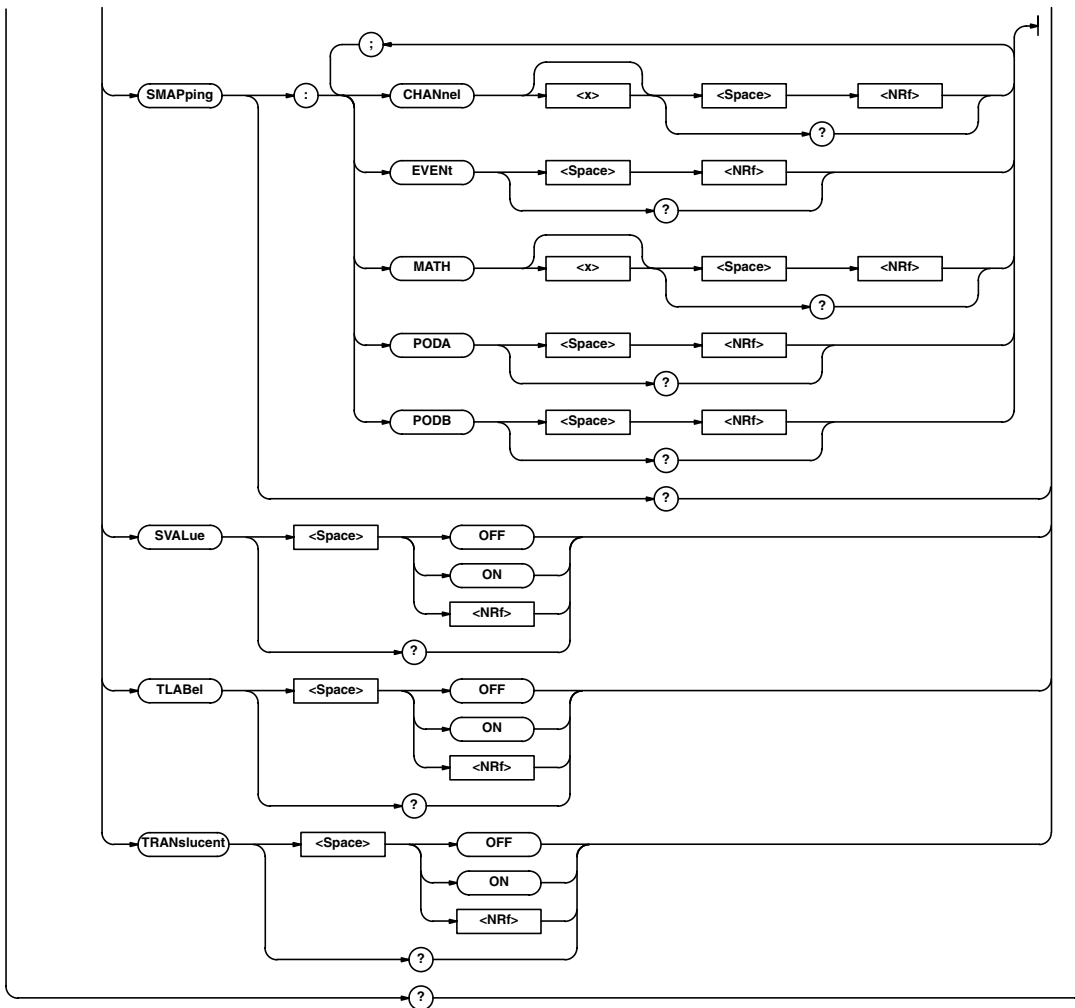 ;
SMAPping : CHANnel <x> <Space> <NRf>
?
EVENt <Space> <NRf>
?
MATH <x> <Space> <NRf>
?
PODA <Space> <NRf>
?
PODB <Space> <NRf>
?
?
SVALue <Space> OFF
ON
<NRf>
?
TLABel <Space> OFF
ON
<NRf>
?
TRANslucent <Space> OFF
ON
<NRf>
?
?